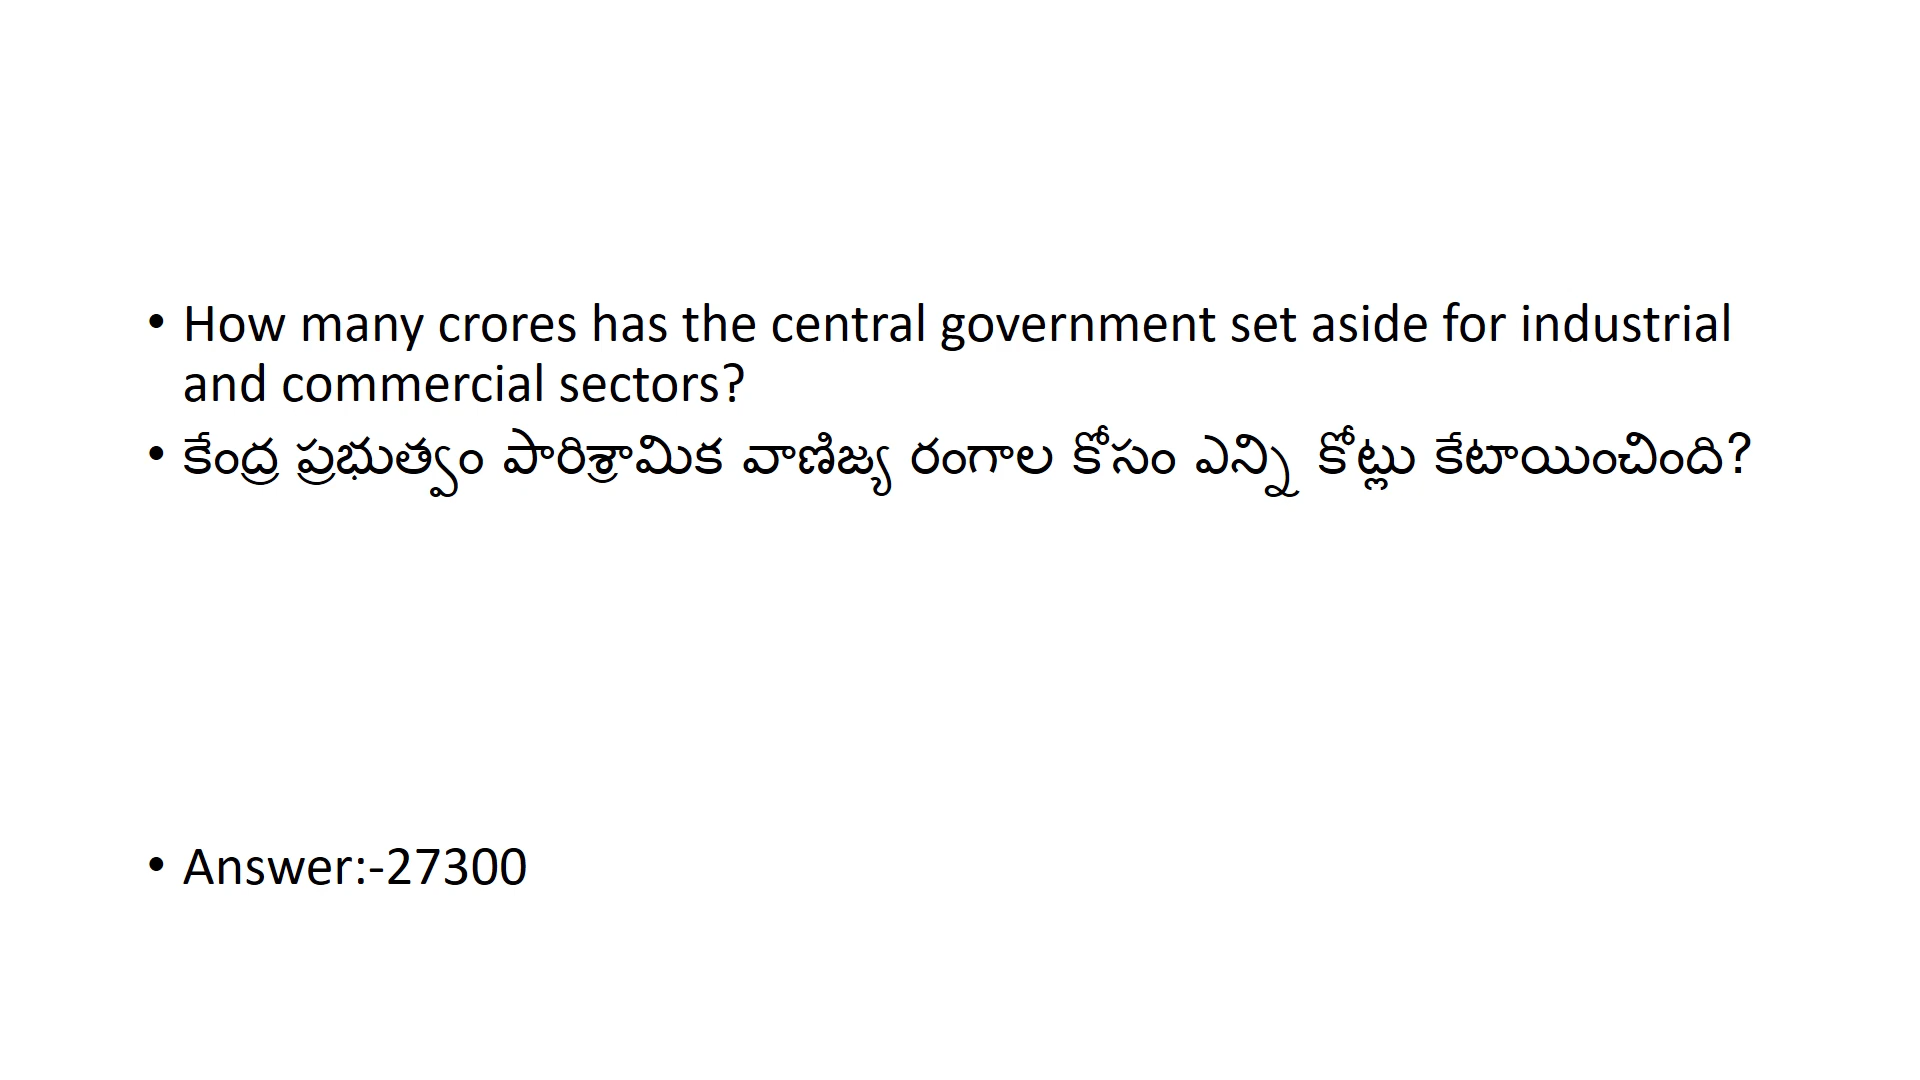 • How many crores has the central government set aside for industrial
and commercial sectors?
• కేంద్ర ప్రభుత్వం పారిశ్రామిక వాణిజ్య రంగాల కోసం ఎన్ని కోట్లు కేటాయించింది?
• Answer:-27300